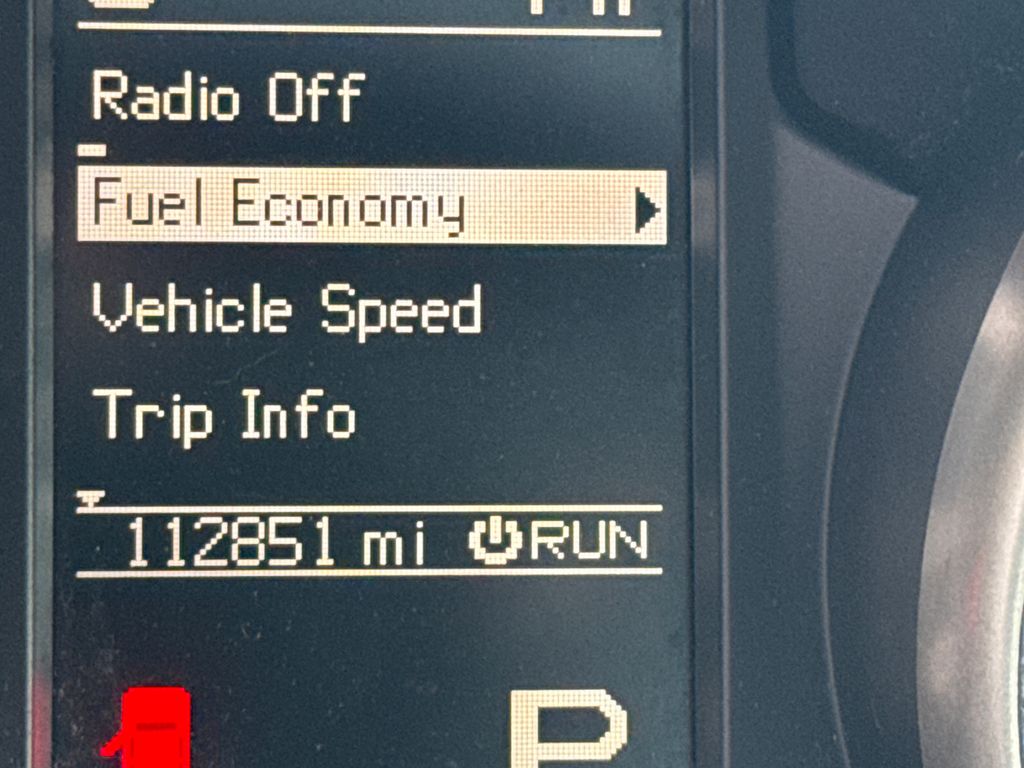 Radio Off
Fuel Economy
Vehicle Speed
Trip Info
112851 mi RUN
P